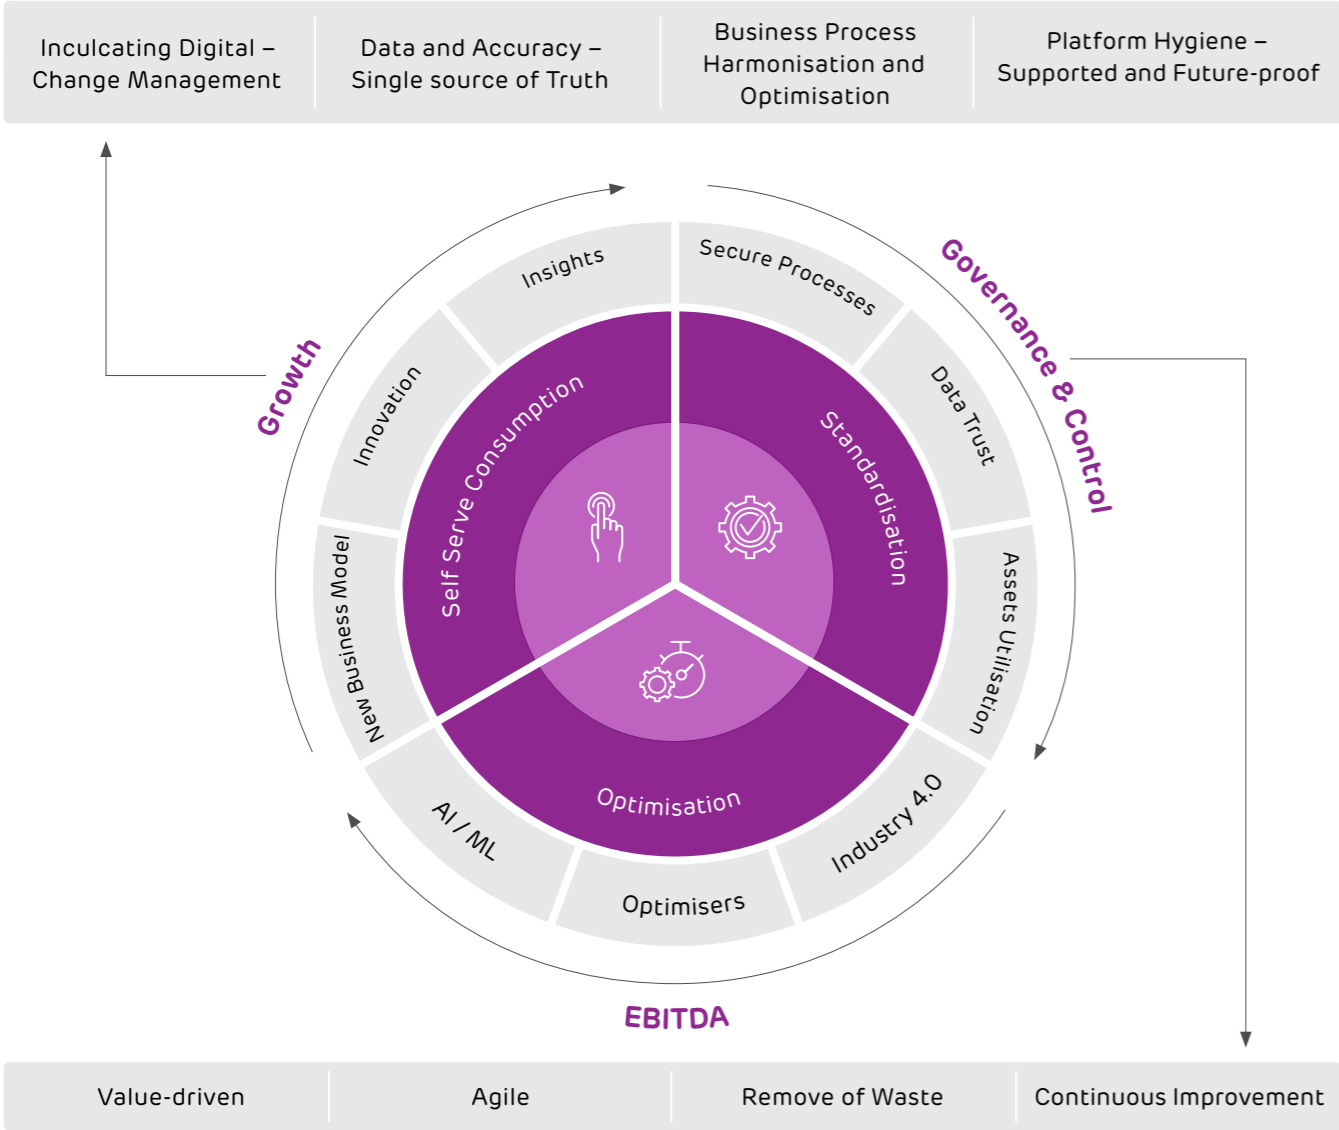 Inculcating Digital –
Change Management
Data and Accuracy –
Single source of Truth
Business Process
Harmonisation and
Optimisation
Platform Hygiene –
Supported and Future-proof
Growth
Governance & Control
EBITDA
Insights
Secure Processes
Innovation
Data Trust
New Business Model
Assets Utilisation
AI / ML
Optimisers
Industry 4.0
Self Serve Consumption
Standardisation
Optimisation
Value-driven
Agile
Remove of Waste
Continuous Improvement